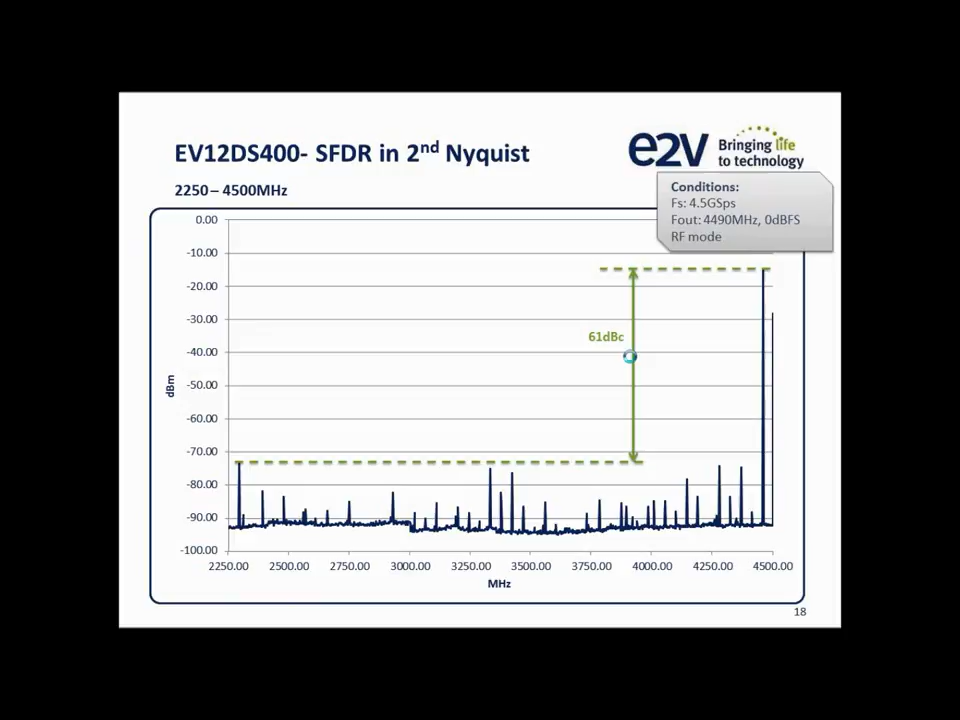 EV12DS400- SFDR in 2nd Nyquist
2250 – 4500MHz
e2v Bringing life
to technology
Conditions:
Fs: 4.5GSps
Fout: 4490MHz, 0dBFS
RF mode
0.00
-10.00
-20.00
-30.00
-40.00
-50.00
-60.00
-70.00
-80.00
-90.00
-100.00
dBm
61dBc
2250.00 2500.00 2750.00 3000.00 3250.00 3500.00 3750.00 4000.00 4250.00 4500.00
MHz
18